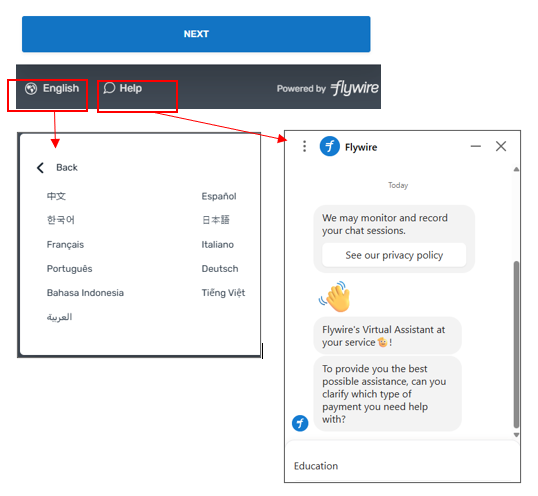 NEXT
English
Help
Powered by flywire
Back
中文
Español
한국어
日本語
Français
Italiano
Português
Deutsch
Bahasa Indonesia
Tiếng Việt
العربية
Flywire
Today
We may monitor and record
your chat sessions.
See our privacy policy
Flywire's Virtual Assistant at
your service !
To provide you the best
possible assistance, can you
clarify which type of
payment you need help
with?
Education